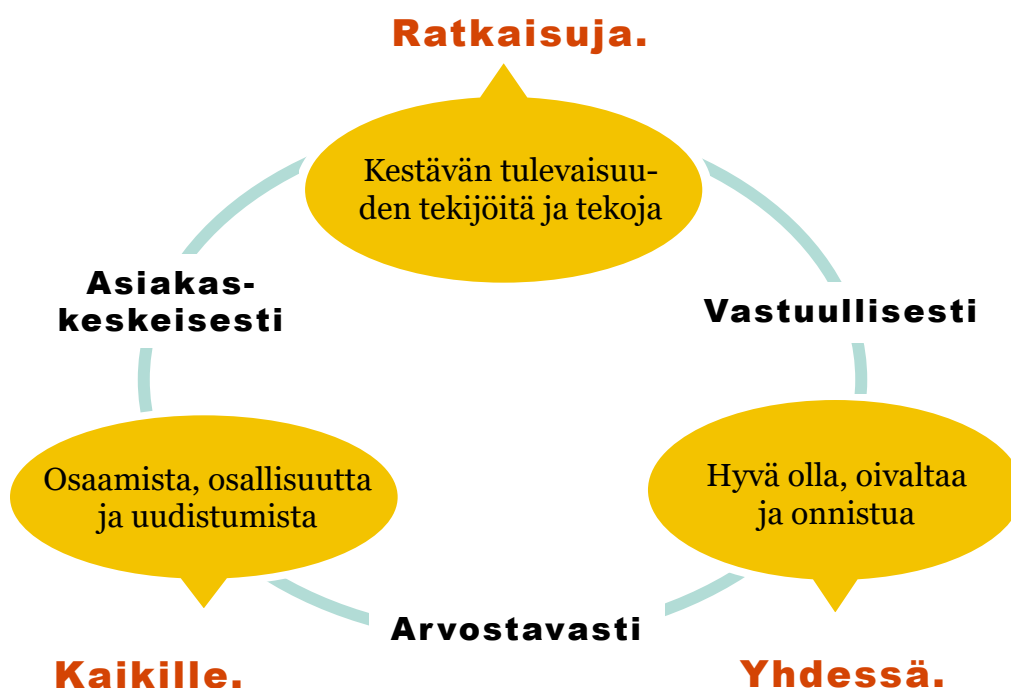 Ratkaisuja.
Kestävän tulevaisuu-
den tekijöitä ja tekoja
Asiakas-
keskeisesti
Vastuullisesti
Osaamista, osallisuutta
ja uudistumista
Hyvä olla, oivaltaa
ja onnistua
Arvostavasti
Kaikille.
Yhdessä.